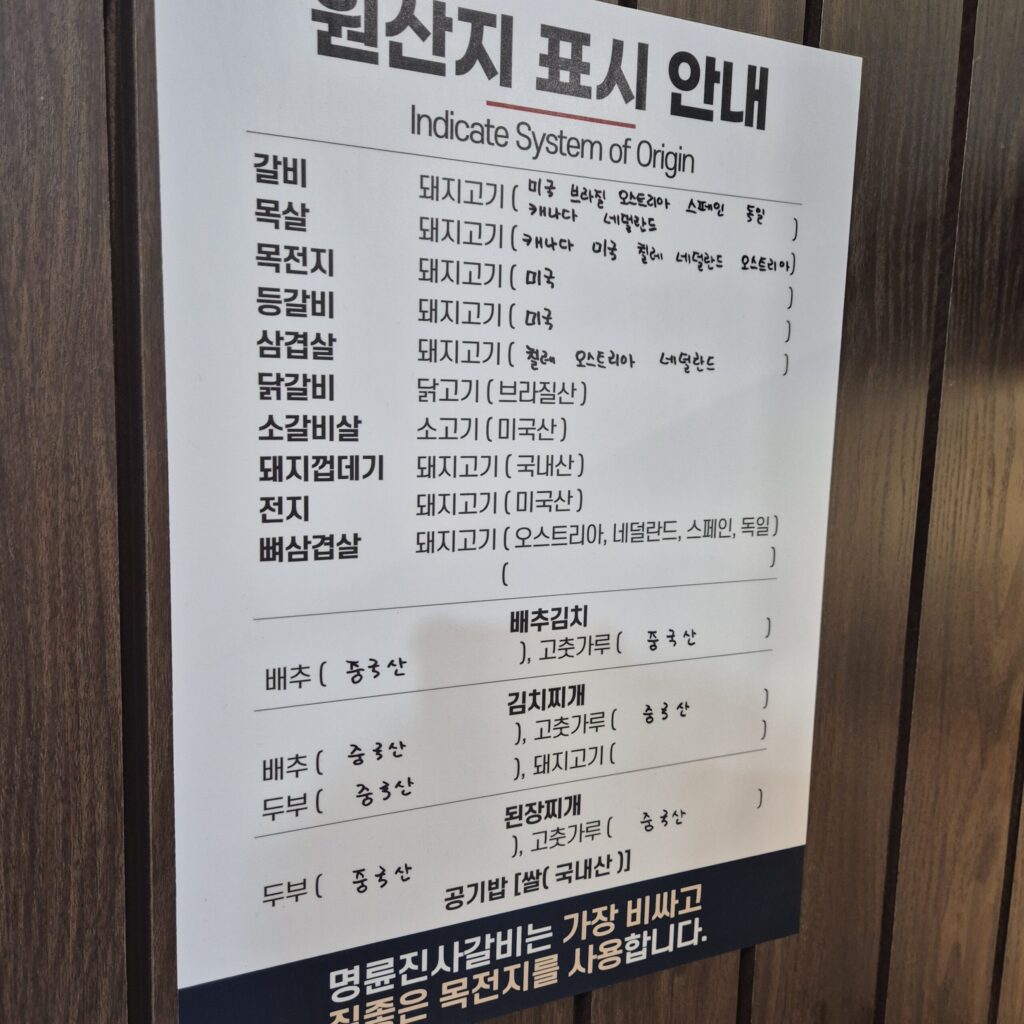 원산지 표시 안내
Indicate System of Origin
갈비 돼지고기 ( 미국 브라질 오스트리아 스페인 독일
캐나다 네덜란드 )
목살 돼지고기 ( 캐나다 미국 칠레 네덜란드 오스트리아 )
목전지 돼지고기 ( 미국 )
등갈비 돼지고기 ( 미국 )
삼겹살 돼지고기 ( 칠레 오스트리아 네덜란드 )
닭갈비 닭고기 ( 브라질산 )
소갈비살 소고기 ( 미국산 )
돼지껍데기 돼지고기 ( 국내산 )
전지 돼지고기 ( 미국산 )
뼈삼겹살 돼지고기 ( 오스트리아, 네덜란드, 스페인, 독일 )
( )
배추김치
배추 ( 중국산 ), 고춧가루 ( 중국산 )
김치찌개
배추 ( 중국산 ), 고춧가루 ( 중국산 )
두부 ( 중국산 ), 돼지고기 ( )
된장찌개
두부 ( 중국산 ), 고춧가루 ( 중국산 )
공기밥 [쌀( 국내산 )]
명륜진사갈비는 가장 비싸고
질좋은 목전지를 사용합니다.